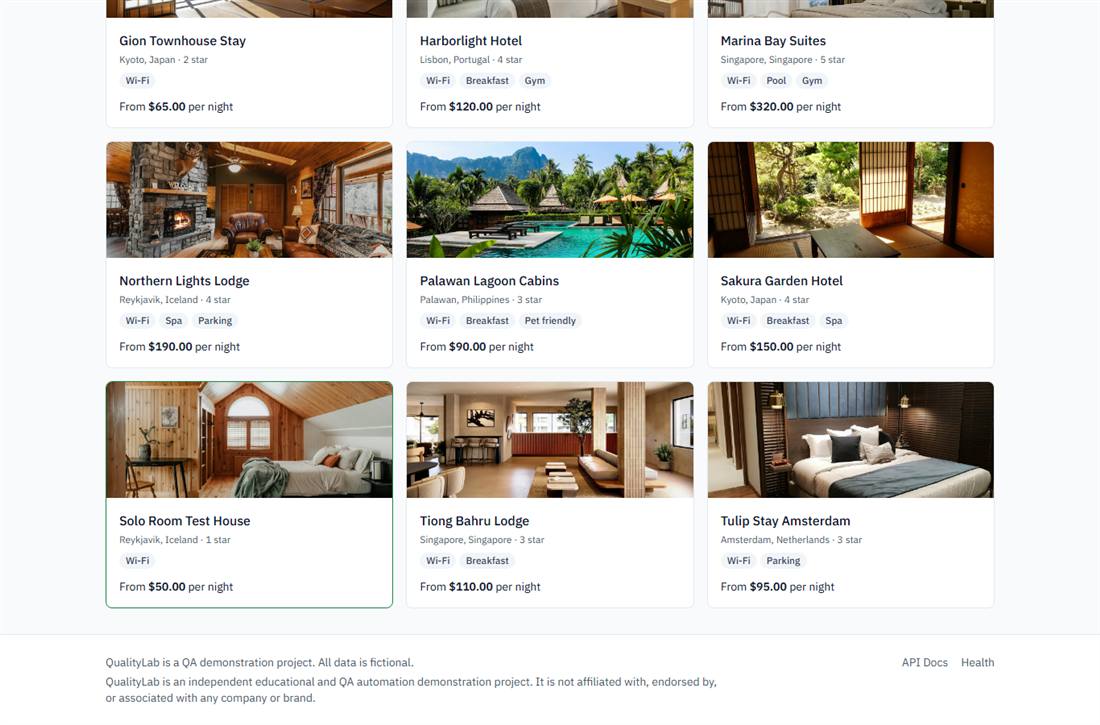 Gion Townhouse Stay
Kyoto, Japan · 2 star
Wi-Fi
From $65.00 per night
Harborlight Hotel
Lisbon, Portugal · 4 star
Wi-Fi Breakfast Gym
From $120.00 per night
Marina Bay Suites
Singapore, Singapore · 5 star
Wi-Fi Pool Gym
From $320.00 per night
Northern Lights Lodge
Reykjavik, Iceland · 4 star
Wi-Fi Spa Parking
From $190.00 per night
Palawan Lagoon Cabins
Palawan, Philippines · 3 star
Wi-Fi Breakfast Pet friendly
From $90.00 per night
Sakura Garden Hotel
Kyoto, Japan · 4 star
Wi-Fi Breakfast Spa
From $150.00 per night
Solo Room Test House
Reykjavik, Iceland · 1 star
Wi-Fi
From $50.00 per night
Tiong Bahru Lodge
Singapore, Singapore · 3 star
Wi-Fi Breakfast
From $110.00 per night
Tulip Stay Amsterdam
Amsterdam, Netherlands · 3 star
Wi-Fi Parking
From $95.00 per night
QualityLab is a QA demonstration project. All data is fictional.
QualityLab is an independent educational and QA automation demonstration project. It is not affiliated with, endorsed by,
or associated with any company or brand.
API Docs Health